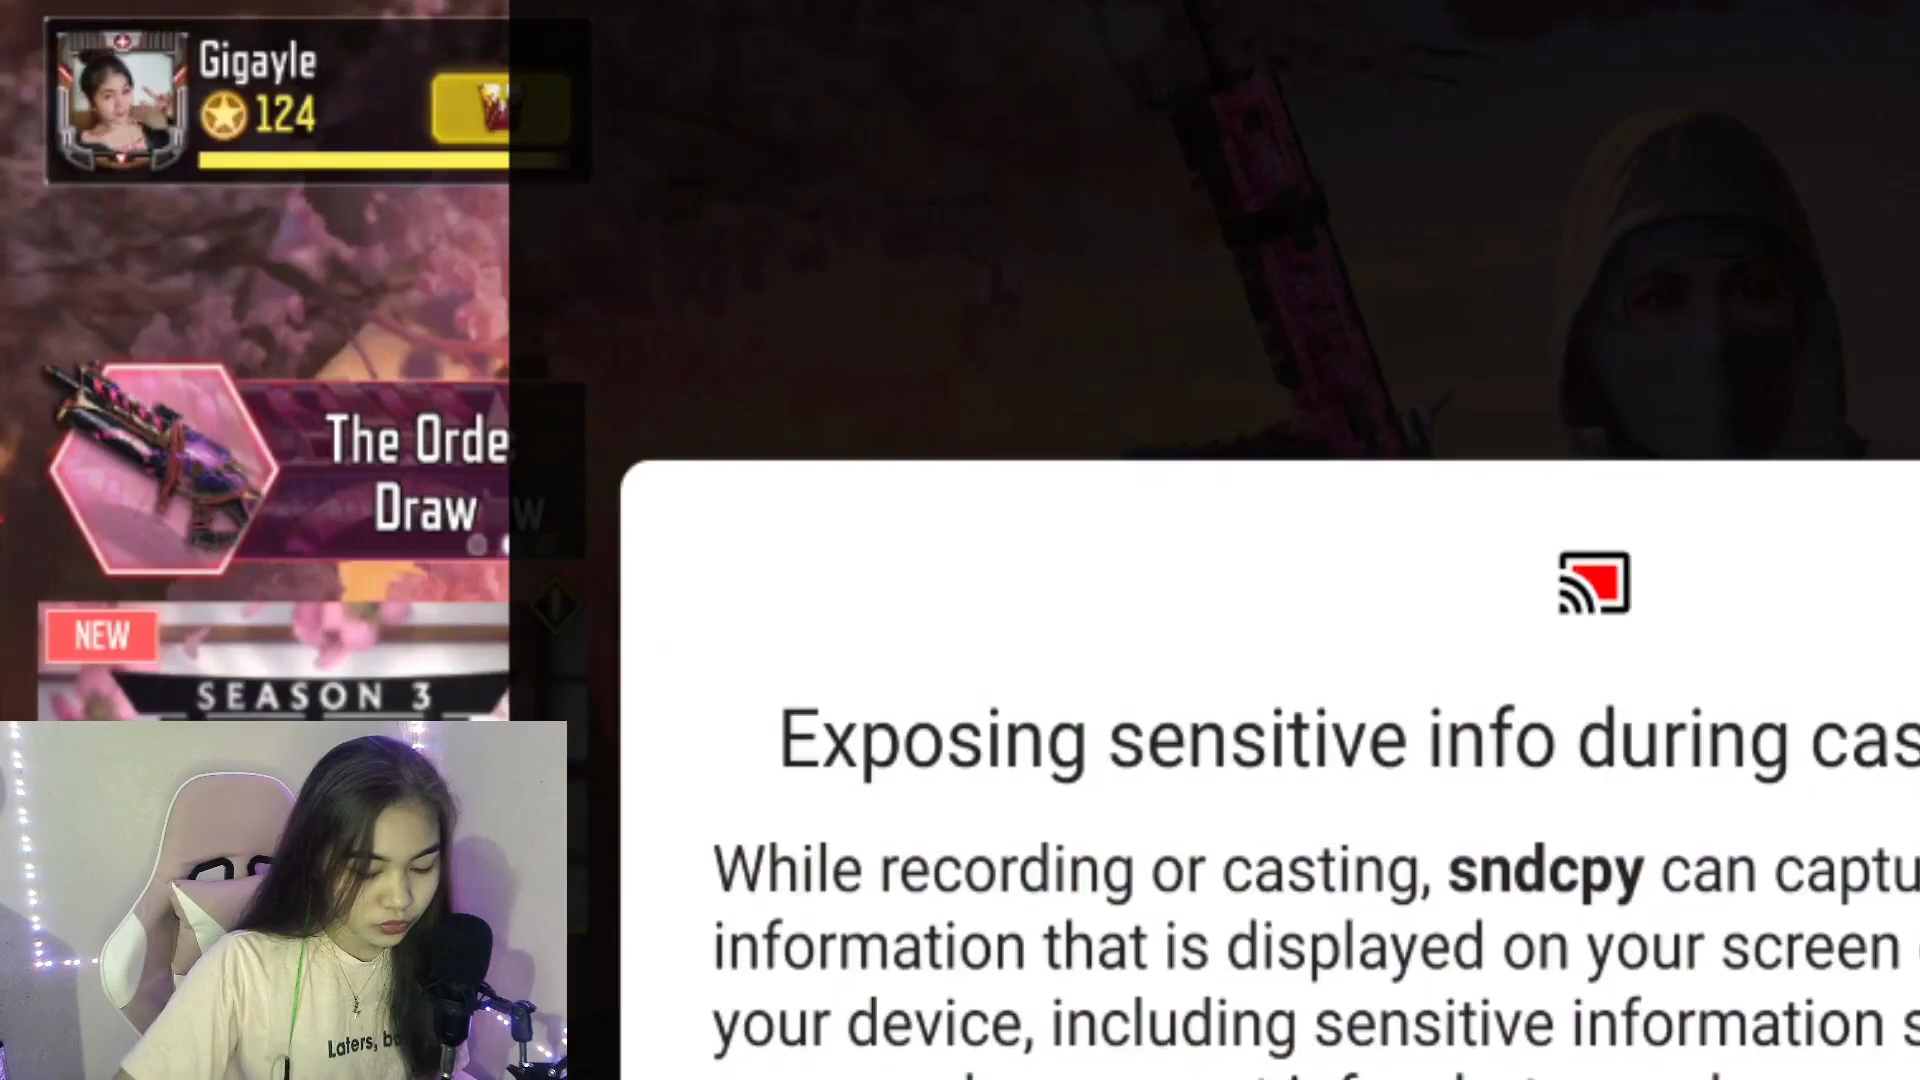 Gigayle
124
The Orde
Draw
NEW
SEASON 3
Exposing sensitive info during cas
While recording or casting, sndcpy can captu
information that is displayed on your screen
your device, including sensitive information s
Laters, ba